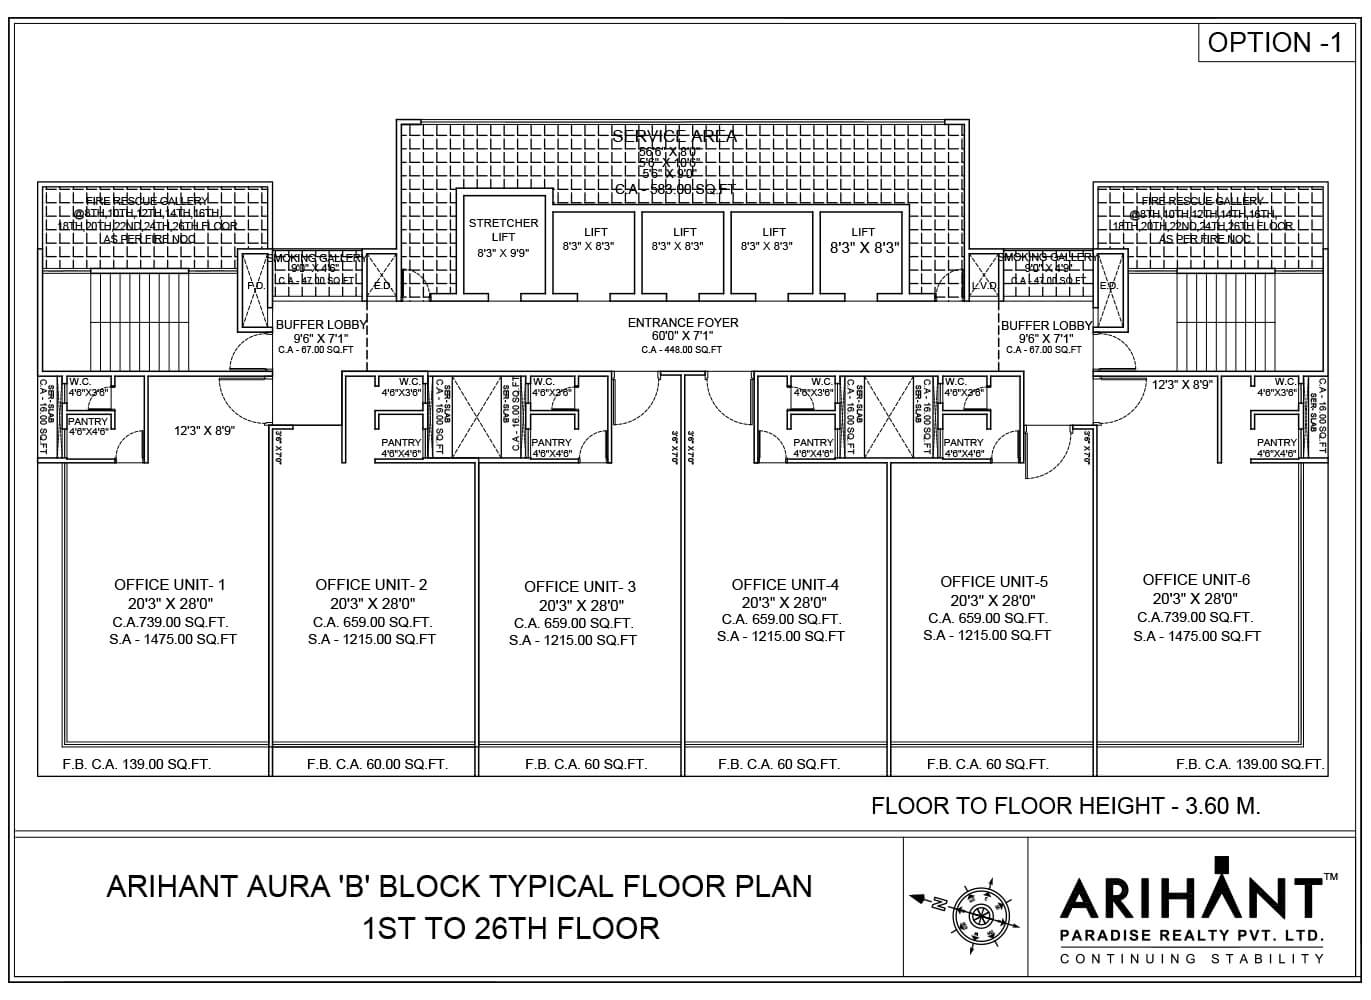 OPTION -1
SERVICE AREA
56'6" X 8'0"
5'6" X 10'6"
5'6" X 9'0"
C.A - 583.00 SQ.FT
FIRE RESCUE GALLERY
@8TH,10TH,12TH,14TH,16TH,
18TH,20TH,22ND,24TH,26TH FLOOR
AS PER FIRE NOC
FIRE RESCUE GALLERY
@8TH,10TH,12TH,14TH,16TH,
18TH,20TH,22ND,24TH,26TH FLOOR
AS PER FIRE NOC
STRETCHER
LIFT
8'3" X 9'9"
LIFT
8'3" X 8'3"
LIFT
8'3" X 8'3"
LIFT
8'3" X 8'3"
LIFT
8'3" X 8'3"
SMOKING GALLERY
9'0" X 4'6"
C.A - 47.00 SQ.FT
F.D.
E.D.
SMOKING GALLERY
9'0" X 4'9"
C.A - 47.00 SQ.FT
L.V.D.
E.D.
BUFFER LOBBY
9'6" X 7'1"
C.A - 67.00 SQ.FT
ENTRANCE FOYER
60'0" X 7'1"
C.A - 448.00 SQ.FT
BUFFER LOBBY
9'6" X 7'1"
C.A - 67.00 SQ.FT
C.A - 16.00 SQ.FT
SER- SLAB
W.C.
4'6"X3'6"
PANTRY
4'6"X4'6"
12'3" X 8'9"
3'6" X 7'0"
W.C.
4'6"X3'6"
PANTRY
4'6"X4'6"
C.A - 16.00 SQ.FT
SER- SLAB
SER- SLAB
C.A - 16.00 SQ.FT
W.C.
4'6"X3'6"
PANTRY
4'6"X4'6"
3'6" X 7'0"
3'6" X 7'0"
W.C.
4'6"X3'6"
PANTRY
4'6"X4'6"
C.A - 16.00 SQ.FT
SER- SLAB
SER- SLAB
C.A - 16.00 SQ.FT
W.C.
4'6"X3'6"
PANTRY
4'6"X4'6"
3'6" X 7'0"
12'3" X 8'9"
W.C.
4'6"X3'6"
PANTRY
4'6"X4'6"
SER- SLAB
C.A - 16.00 SQ.FT
OFFICE UNIT- 1
20'3" X 28'0"
C.A.739.00 SQ.FT.
S.A - 1475.00 SQ.FT
OFFICE UNIT- 2
20'3" X 28'0"
C.A. 659.00 SQ.FT.
S.A - 1215.00 SQ.FT
OFFICE UNIT- 3
20'3" X 28'0"
C.A. 659.00 SQ.FT.
S.A - 1215.00 SQ.FT
OFFICE UNIT-4
20'3" X 28'0"
C.A. 659.00 SQ.FT.
S.A - 1215.00 SQ.FT
OFFICE UNIT-5
20'3" X 28'0"
C.A. 659.00 SQ.FT.
S.A - 1215.00 SQ.FT
OFFICE UNIT-6
20'3" X 28'0"
C.A.739.00 SQ.FT.
S.A - 1475.00 SQ.FT
F.B. C.A. 139.00 SQ.FT.
F.B. C.A. 60.00 SQ.FT.
F.B. C.A. 60 SQ.FT.
F.B. C.A. 60 SQ.FT.
F.B. C.A. 60 SQ.FT.
F.B. C.A. 139.00 SQ.FT.
FLOOR TO FLOOR HEIGHT - 3.60 M.
ARIHANT AURA 'B' BLOCK TYPICAL FLOOR PLAN
1ST TO 26TH FLOOR
N
ARIHANT™
PARADISE REALTY PVT. LTD.
CONTINUING STABILITY